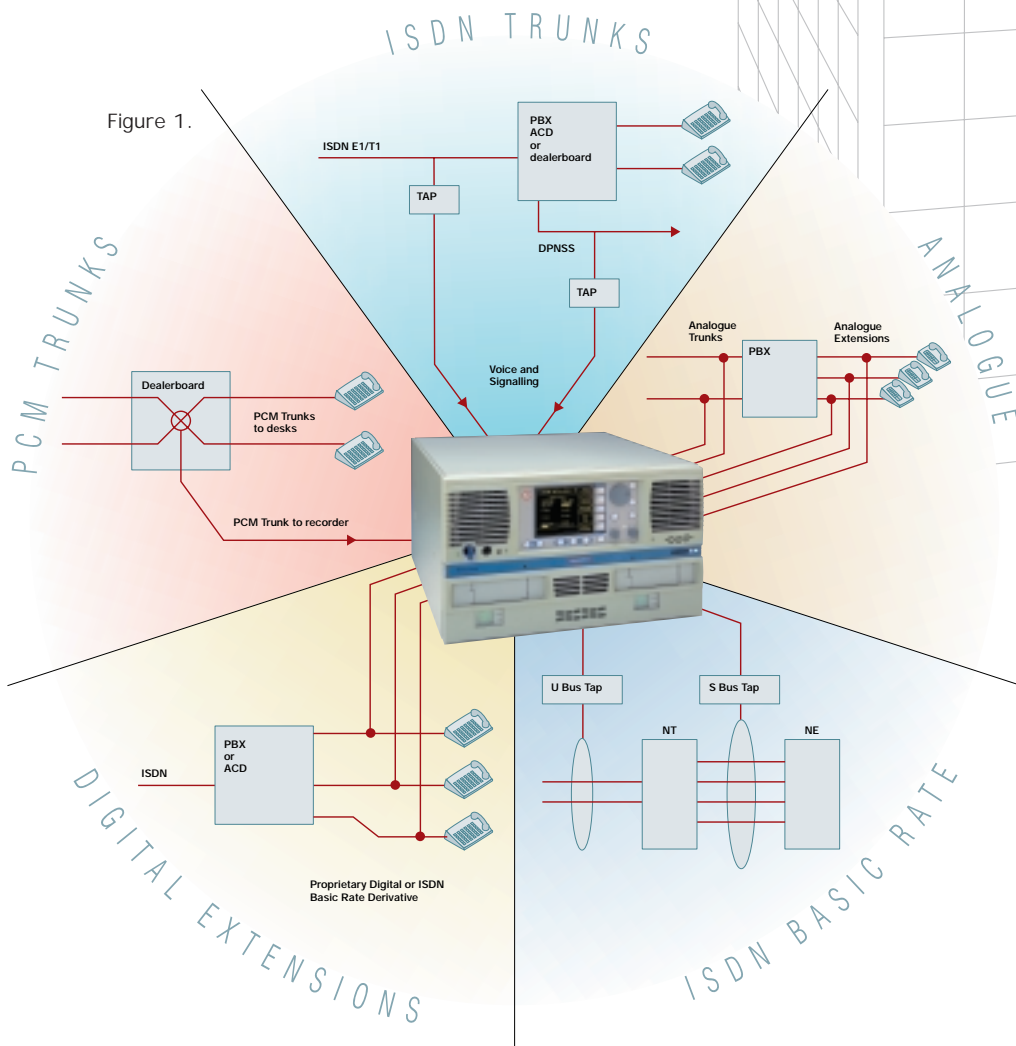 ISDN TRUNKS
Figure 1.
PBX
ACD
or
dealerboard
ISDN E1/T1
TAP
DPNSS
TAP
Voice and
Signalling
ANALOGUE
Analogue
Trunks
Analogue
Extensions
PBX
PCM TRUNKS
Dealerboard
PCM Trunks
to desks
PCM Trunk to recorder
U Bus Tap
S Bus Tap
NT
NE
ISDN BASIC RATE
PBX
or
ACD
ISDN
Proprietary Digital or ISDN
Basic Rate Derivative
DIGITAL EXTENSIONS